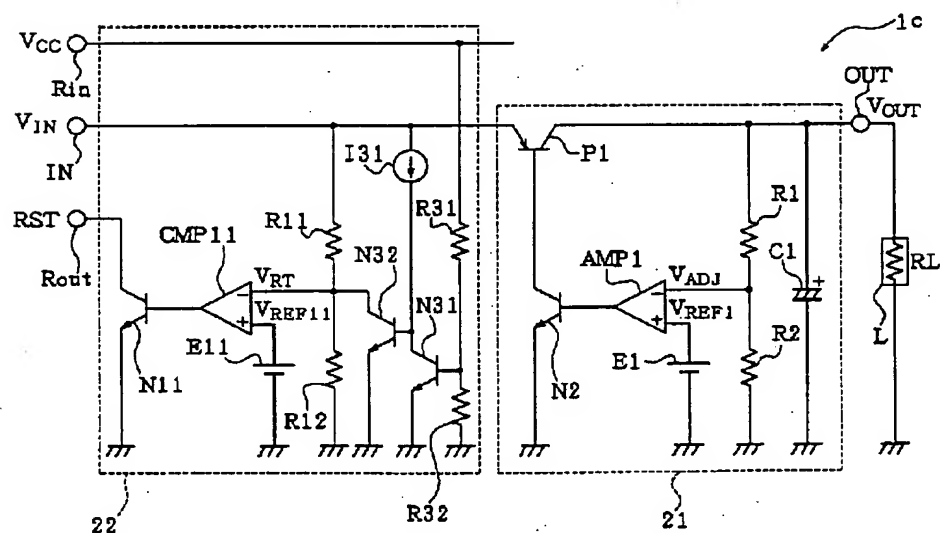 1c
VCC
Rin
OUT
VOUT
VIN
IN
P1
I31
RST
Rout
CMP11
R11
R31
N32
N31
VRT
VREF11
E11
N11
R12
R32
22
AMP1
VADJ
VREF1
E1
N2
R1
R2
C1
+
RL
L
21